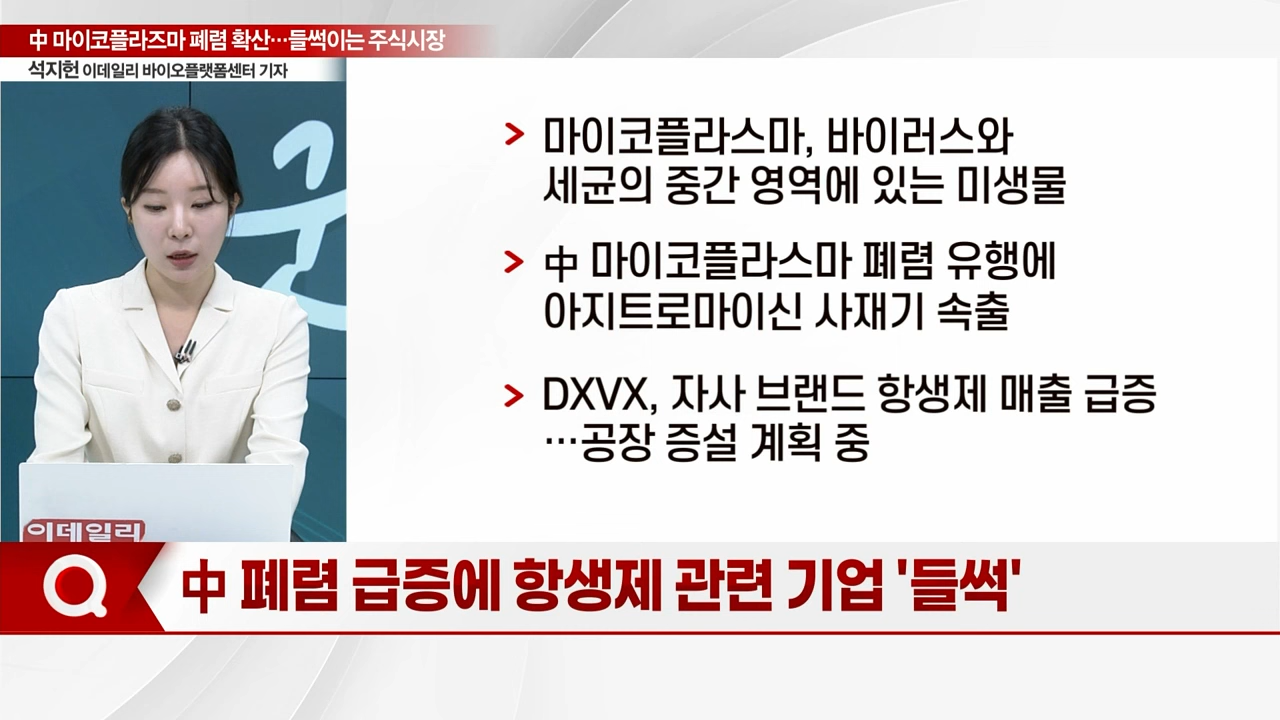 中 마이코플라즈마 폐렴 확산…들썩이는 주식시장
석지헌 이데일리 바이오플랫폼센터 기자
> 마이코플라스마, 바이러스와
세균의 중간 영역에 있는 미생물
> 中 마이코플라스마 폐렴 유행에
아지트로마이신 사재기 속출
> DXVX, 자사 브랜드 항생제 매출 급증
…공장 증설 계획 중
이데일리
Q 中 폐렴 급증에 항생제 관련 기업 '들썩'